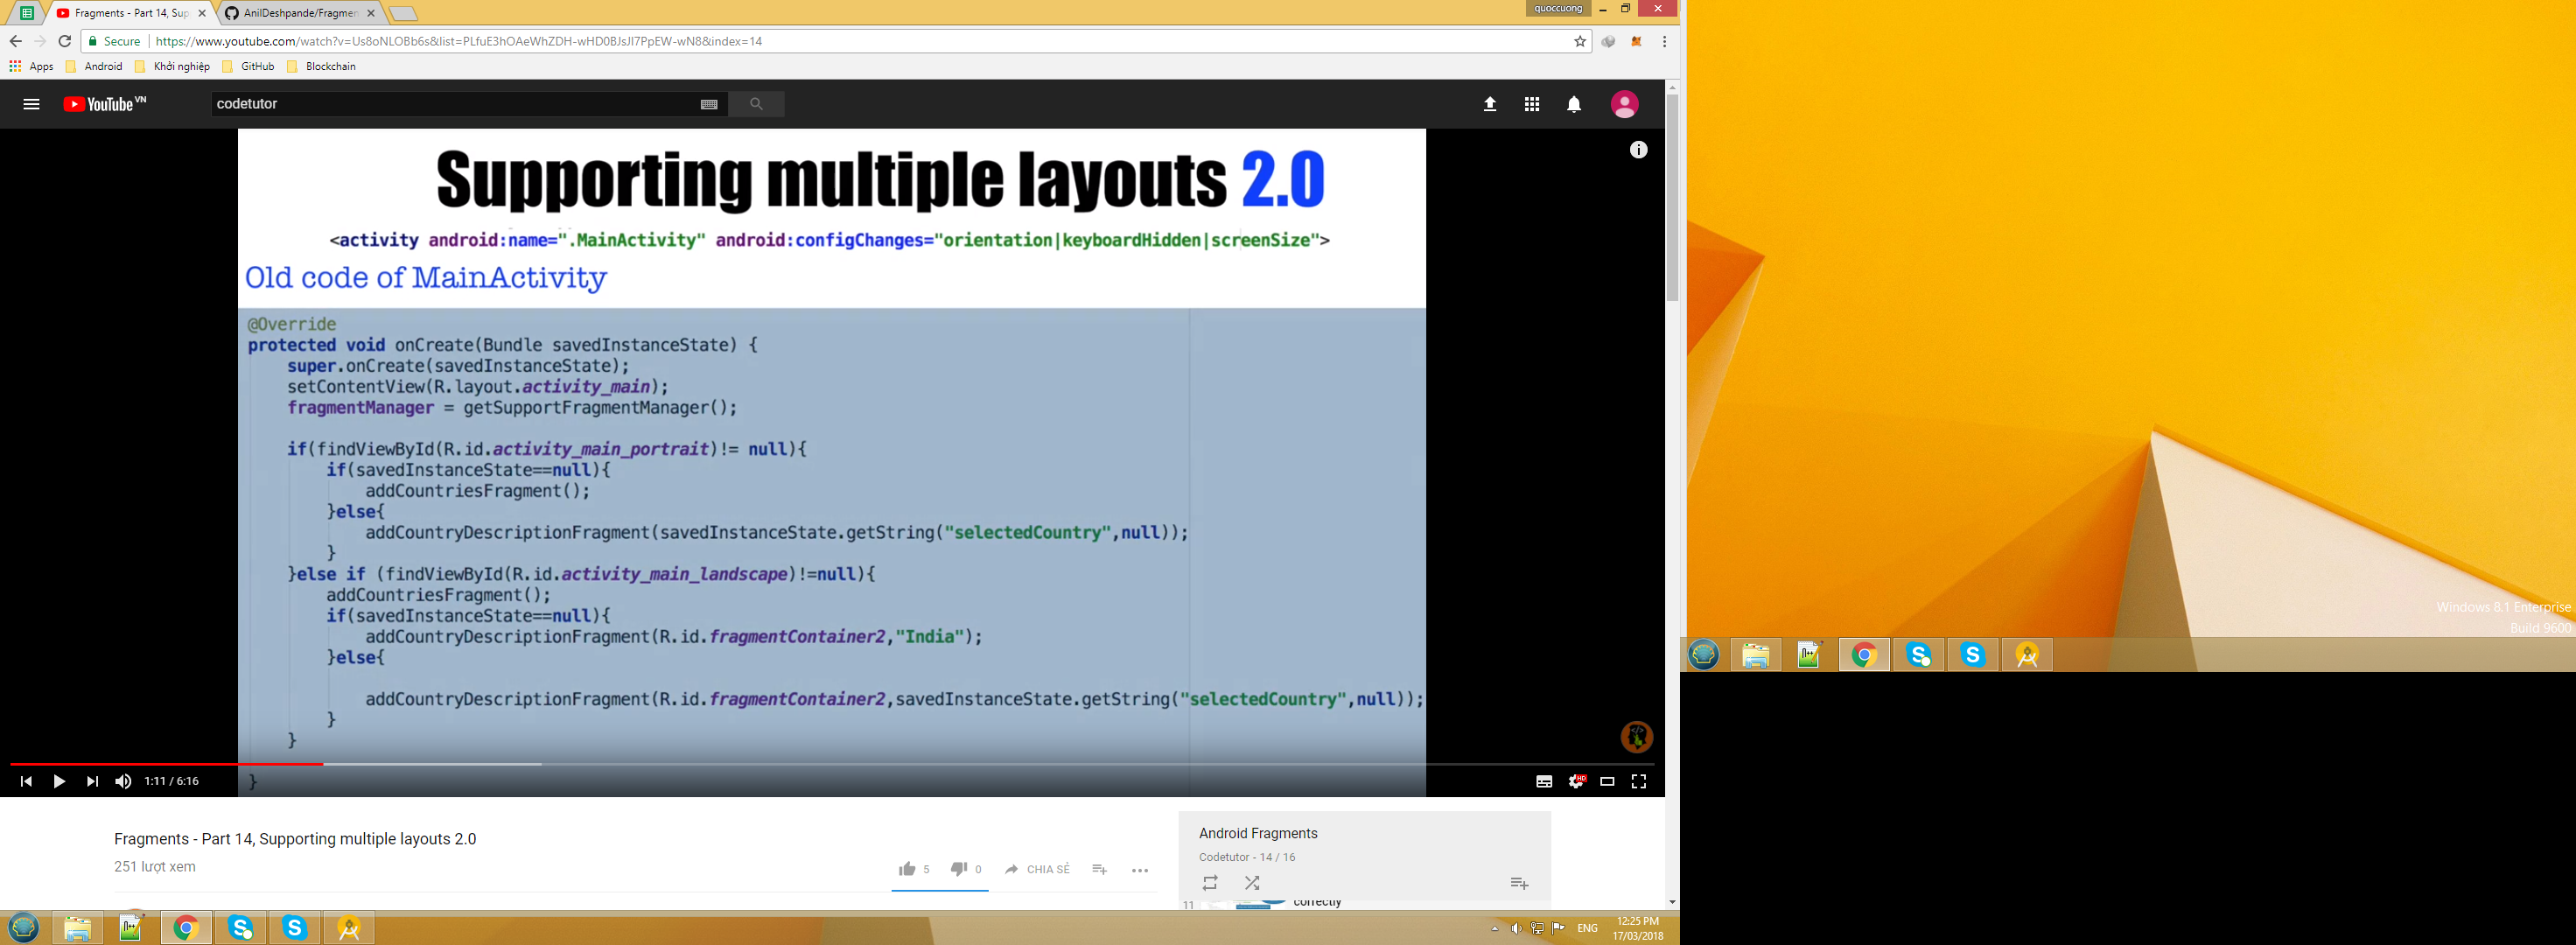 Fragments - Part 14, Sup
AnilDeshpande/Fragmen
quoccuong
Secure
https://www.youtube.com/watch?v=Us8oNLOBb6s&list=PLfuE3hOAeWhZDH-wHD0BJsJI7PpEW-wN8&index=14
Apps Android Khởi nghiệp GitHub Blockchain
YouTube VN
codetutor
Supporting multiple layouts 2.0
<activity android:name=".MainActivity" android:configChanges="orientation|keyboardHidden|screenSize">
Old code of MainActivity
@Override
protected void onCreate(Bundle savedInstanceState) {
super.onCreate(savedInstanceState);
setContentView(R.layout.activity_main);
fragmentManager = getSupportFragmentManager();
if(findViewById(R.id.activity_main_portrait)!= null){
if(savedInstanceState==null){
addCountriesFragment();
}else{
addCountryDescriptionFragment(savedInstanceState.getString("selectedCountry",null));
}
}else if (findViewById(R.id.activity_main_landscape)!=null){
addCountriesFragment();
if(savedInstanceState==null){
addCountryDescriptionFragment(R.id.fragmentContainer2,"India");
}else{
addCountryDescriptionFragment(R.id.fragmentContainer2,savedInstanceState.getString("selectedCountry",null));
}
}
}
1:11 / 6:16
HD
Fragments - Part 14, Supporting multiple layouts 2.0
251 lượt xem
5 0 CHIA SẺ
Android Fragments
Codetutor - 14 / 16
11
correctly
ENG
12:25 PM
17/03/2018
Windows 8.1 Enterprise
Build 9600